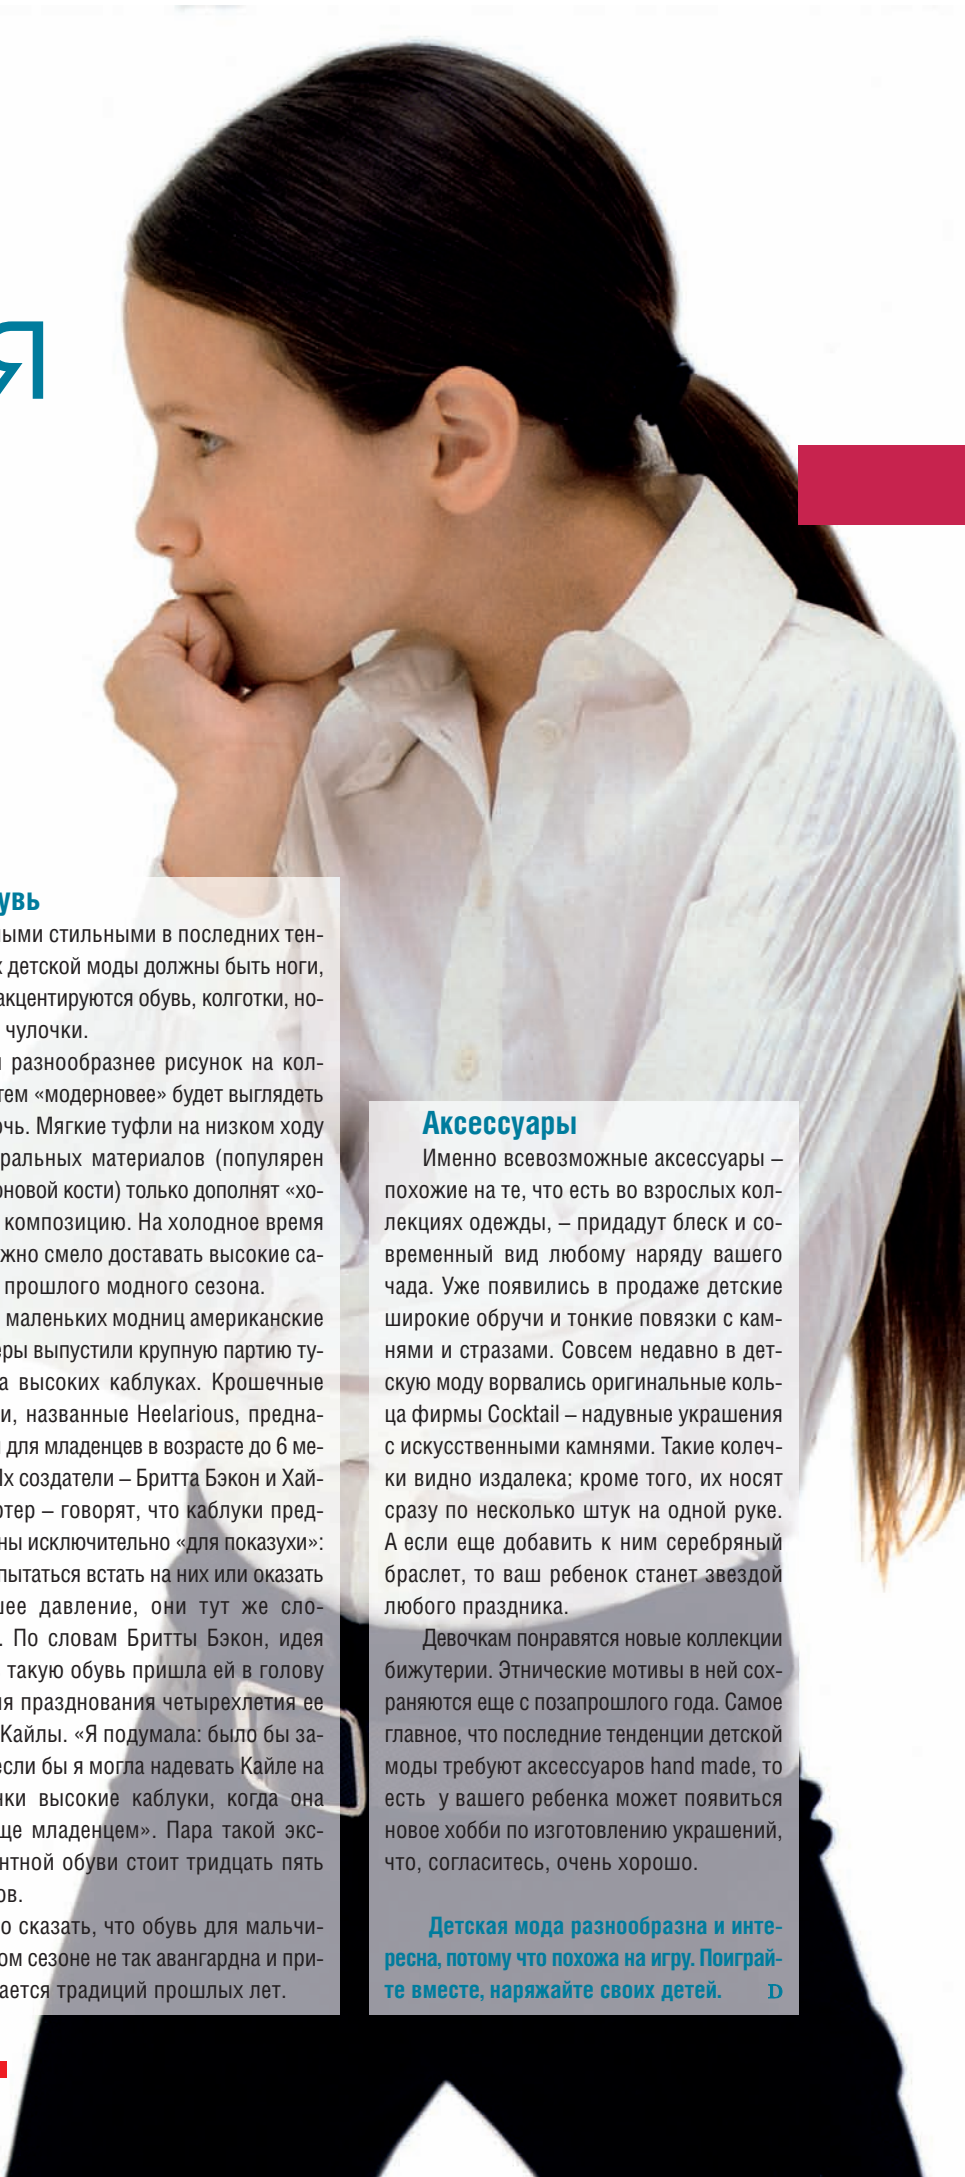 Я
увь
ыми стильными в последних тен-
х детской моды должны быть ноги,
акцентируются обувь, колготки, но-
чулочки.
разнообразнее рисунок на кол-
тем «модерновее» будет выглядеть
очь. Мягкие туфли на низком ходу
ральных материалов (популярен
оновой кости) только дополнят «хо-
композицию. На холодное время
жно смело доставать высокие са-
прошлого модного сезона.
маленьких модниц американские
еры выпустили крупную партию ту-
а высоких каблуках. Крошечные
и, названные Heelarious, предна-
для младенцев в возрасте до 6 ме-
Их создатели – Бритта Бэкон и Хай-
ртер – говорят, что каблуки пред-
ны исключительно «для показухи»:
пытаться встать на них или оказать
шее давление, они тут же сло-
. По словам Бритты Бэкон, идея
такую обувь пришла ей в голову
ия празднования четырехлетия ее
Кайлы. «Я подумала: было бы за-
если бы я могла надевать Кайле на
чки высокие каблуки, когда она
ще младенцем». Пара такой экс-
нтной обуви стоит тридцать пять
ов.
о сказать, что обувь для мальчи-
ом сезоне не так авангардна и при-
ается традиций прошлых лет.
Аксессуары
Именно всевозможные аксессуары –
похожие на те, что есть во взрослых кол-
лекциях одежды, – придадут блеск и со-
временный вид любому наряду вашего
чада. Уже появились в продаже детские
широкие обручи и тонкие повязки с кам-
нями и стразами. Совсем недавно в дет-
скую моду ворвались оригинальные коль-
ца фирмы Cocktail – надувные украшения
с искусственными камнями. Такие колеч-
ки видно издалека; кроме того, их носят
сразу по несколько штук на одной руке.
А если еще добавить к ним серебряный
браслет, то ваш ребенок станет звездой
любого праздника.
Девочкам понравятся новые коллекции
бижутерии. Этнические мотивы в ней сох-
раняются еще с позапрошлого года. Самое
главное, что последние тенденции детской
моды требуют аксессуаров hand made, то
есть у вашего ребенка может появиться
новое хобби по изготовлению украшений,
что, согласитесь, очень хорошо.
Детская мода разнообразна и инте-
ресна, потому что похожа на игру. Поиграй-
те вместе, наряжайте своих детей. D